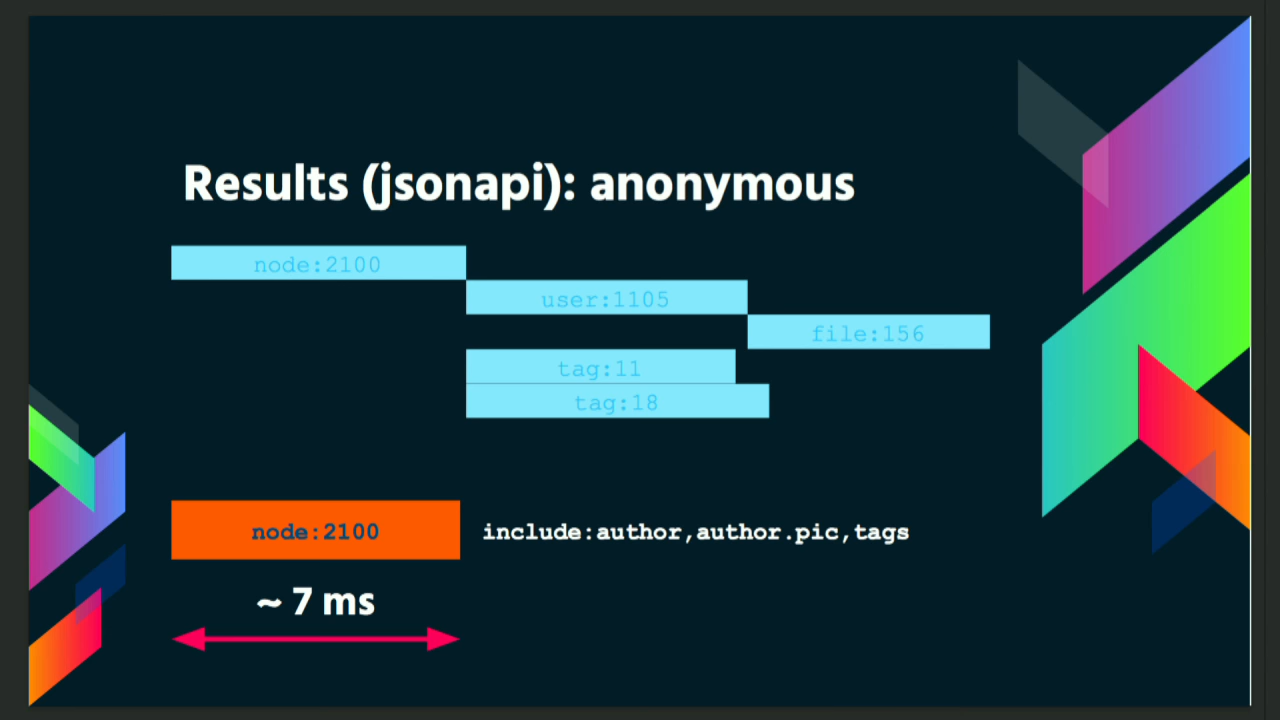 Results (jsonapi): anonymous
node:2100
user:1105
file:156
tag:11
tag:18
node:2100 include:author,author.pic,tags
~ 7 ms